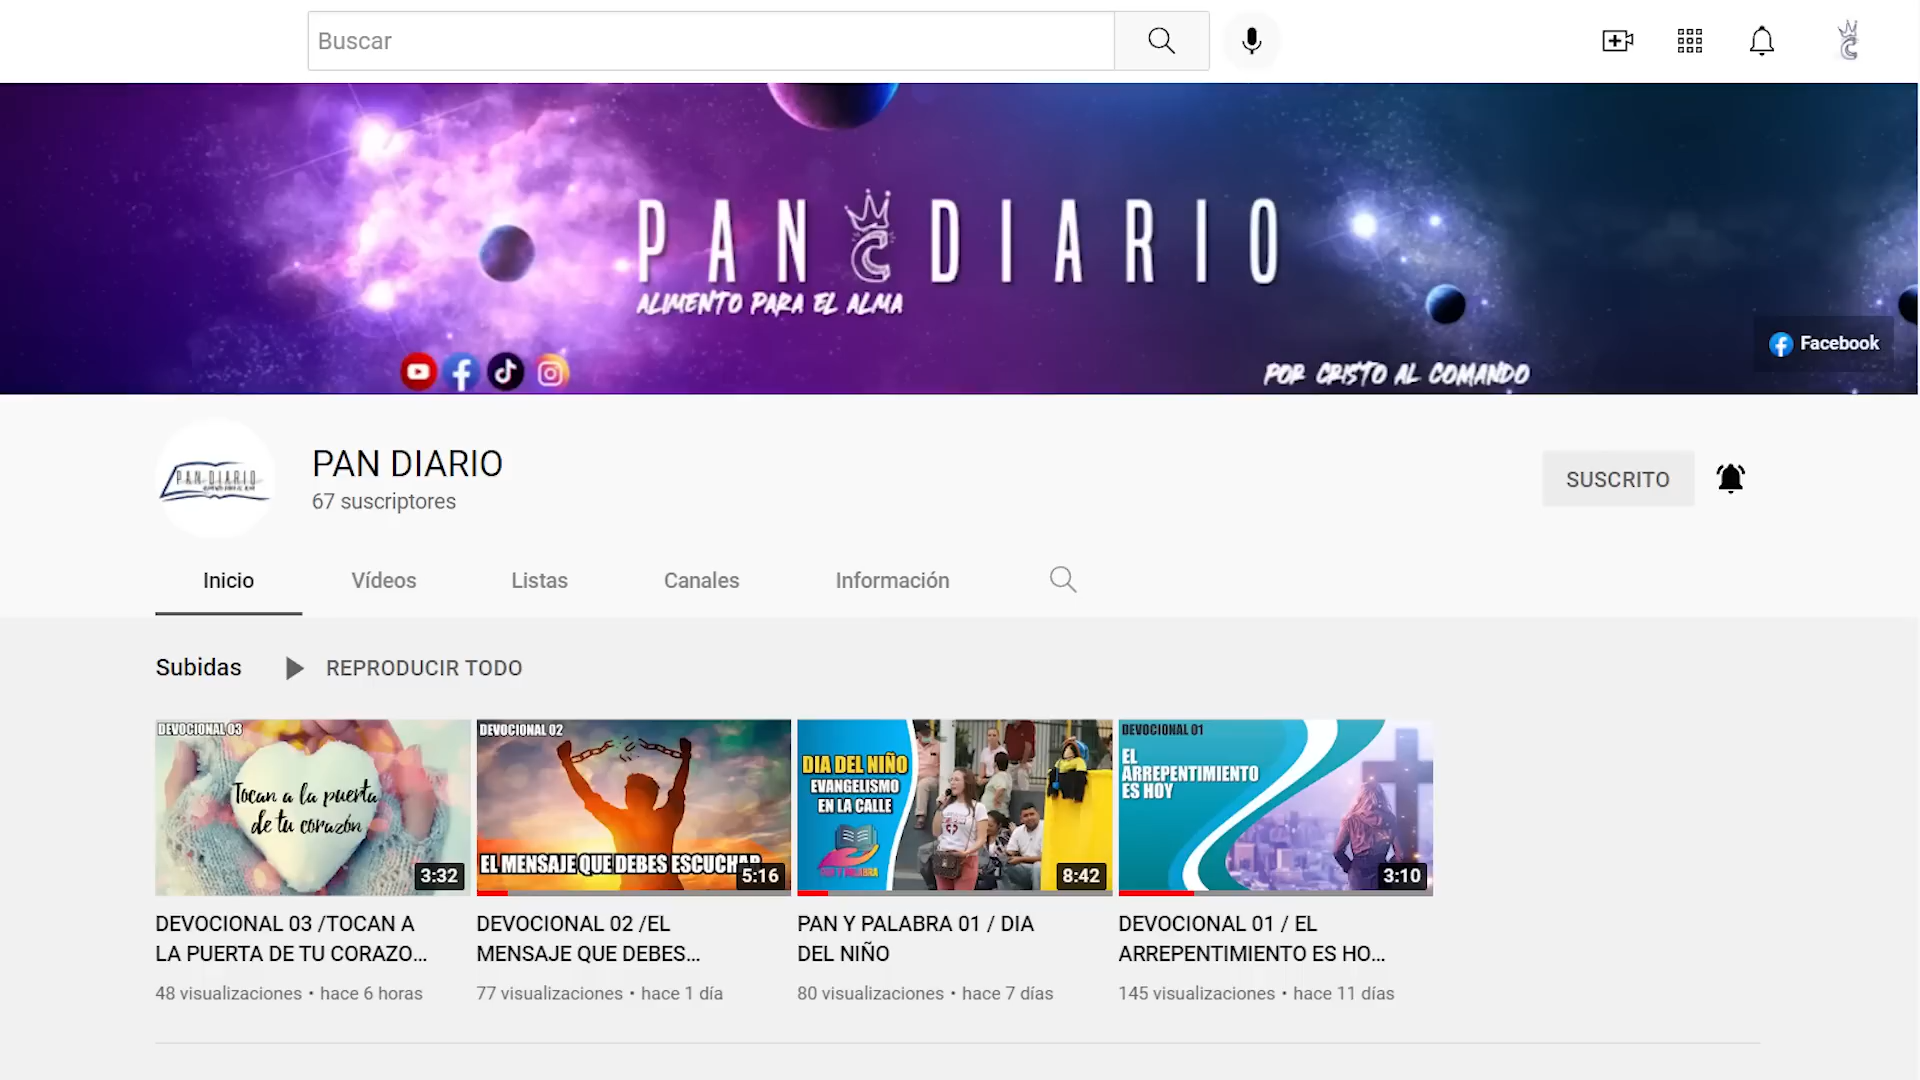 Buscar
PAN C DIARIO
ALIMENTO PARA EL ALMA
POR CRISTO AL COMANDO
Facebook
PAN DIARIO
PAN DIARIO
67 suscriptores
SUSCRITO
Inicio
Vídeos
Listas
Canales
Información
Subidas
REPRODUCIR TODO
DEVOCIONAL 03
Tocan a la puerta
de tu corazón
3:32
DEVOCIONAL 02
EL MENSAJE QUE DEBES ESCUCHAR
5:16
DIA DEL NIÑO
EVANGELISMO
EN LA CALLE
PAN Y PALABRA
8:42
DEVOCIONAL 01
EL
ARREPENTIMIENTO
ES HOY
3:10
DEVOCIONAL 03 /TOCAN A
LA PUERTA DE TU CORAZO...
48 visualizaciones • hace 6 horas
DEVOCIONAL 02 /EL
MENSAJE QUE DEBES...
77 visualizaciones • hace 1 día
PAN Y PALABRA 01 / DIA
DEL NIÑO
80 visualizaciones • hace 7 días
DEVOCIONAL 01 / EL
ARREPENTIMIENTO ES HO...
145 visualizaciones • hace 11 días